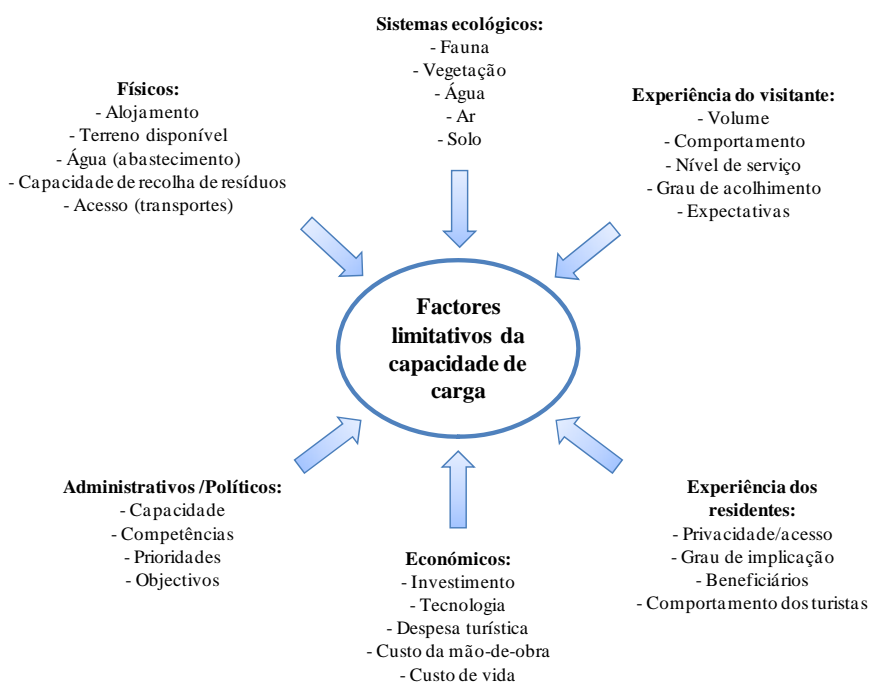 Sistemas ecológicos:
- Fauna
- Vegetação
- Água
- Ar
- Solo
Físicos:
- Alojamento
- Terreno disponível
- Água (abastecimento)
- Capacidade de recolha de resíduos
- Acesso (transportes)
Experiência do visitante:
- Volume
- Comportamento
- Nível de serviço
- Grau de acolhimento
- Expectativas
Factores
limitativos da
capacidade de
carga
Administrativos /Políticos:
- Capacidade
- Competências
- Prioridades
- Objectivos
Económicos:
- Investimento
- Tecnologia
- Despesa turística
- Custo da mão-de-obra
- Custo de vida
Experiência dos
residentes:
- Privacidade/acesso
- Grau de implicação
- Beneficiários
- Comportamento dos turistas